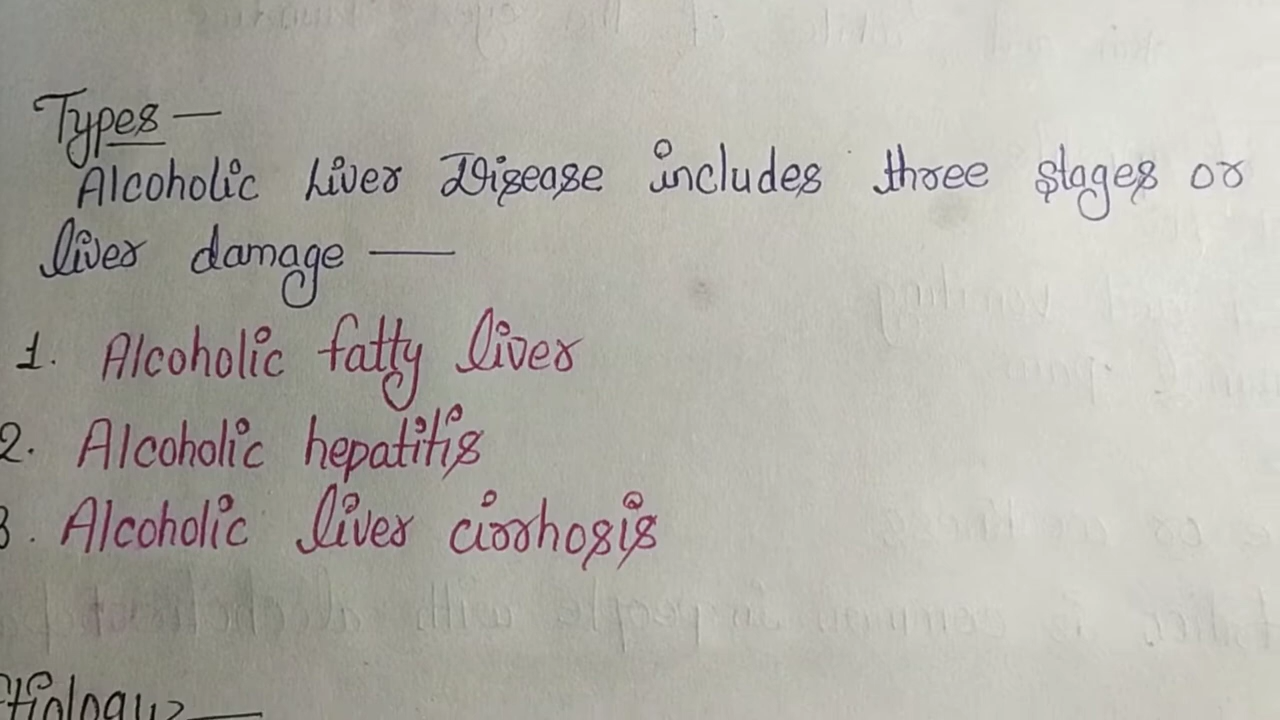 Types —
Alcoholic Liver Disease includes three stages or
liver damage —
1. Alcoholic fatty liver
2. Alcoholic hepatitis
3. Alcoholic liver cirrhosis